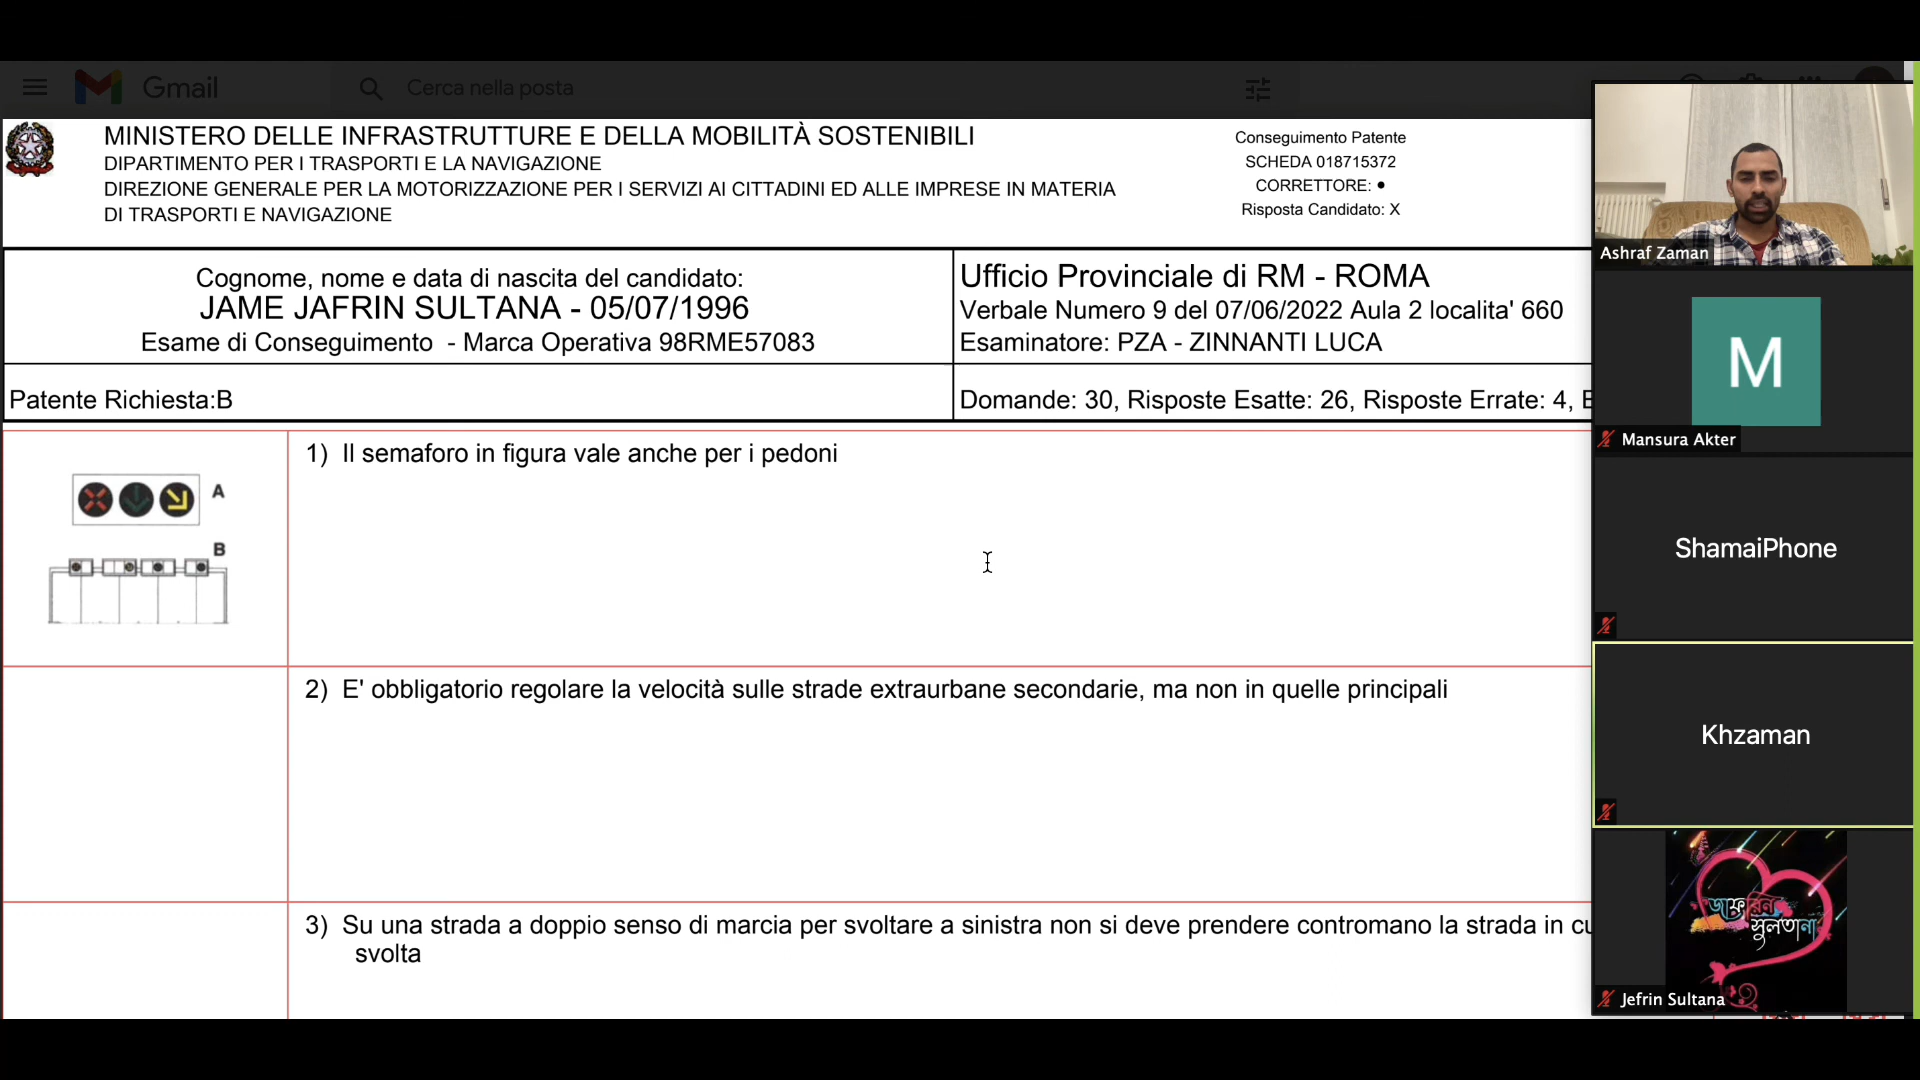 Gmail
Cerca nella posta
MINISTERO DELLE INFRASTRUTTURE E DELLA MOBILITÀ SOSTENIBILI
DIPARTIMENTO PER I TRASPORTI E LA NAVIGAZIONE
DIREZIONE GENERALE PER LA MOTORIZZAZIONE PER I SERVIZI AI CITTADINI ED ALLE IMPRESE IN MATERIA
DI TRASPORTI E NAVIGAZIONE
Conseguimento Patente
SCHEDA 018715372
CORRETTORE: •
Risposta Candidato: X
Cognome, nome e data di nascita del candidato:
JAME JAFRIN SULTANA - 05/07/1996
Esame di Conseguimento - Marca Operativa 98RME57083
Ufficio Provinciale di RM - ROMA
Verbale Numero 9 del 07/06/2022 Aula 2 localita' 660
Esaminatore: PZA - ZINNANTI LUCA
Patente Richiesta:B
Domande: 30, Risposte Esatte: 26, Risposte Errate: 4, E
A
B
1) Il semaforo in figura vale anche per i pedoni
2) E' obbligatorio regolare la velocità sulle strade extraurbane secondarie, ma non in quelle principali
3) Su una strada a doppio senso di marcia per svoltare a sinistra non si deve prendere contromano la strada in cu
svolta
Ashraf Zaman
M
Mansura Akter
ShamaiPhone
Khzaman
জাফরিন
সুলতানা
Jefrin Sultana